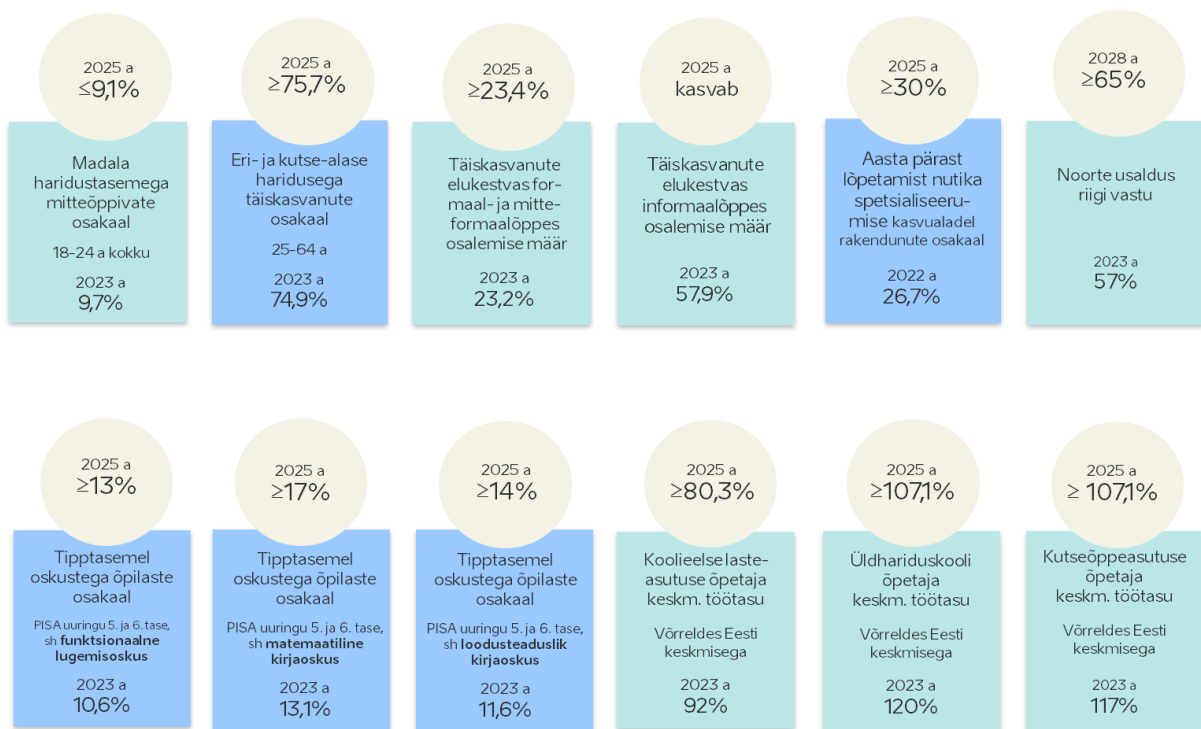 2025 a
≤9,1%
Madala
haridustasemega
mitteõppivate
osakaal
18-24 a kokku
2023 a
9,7%
2025 a
≥75,7%
Eri- ja kutse-alase
haridusega
täiskasvanute
osakaal
25-64 a
2023 a
74,9%
2025 a
≥23,4%
Täiskasvanute
elukestvas for-
maal- ja mitte-
formaalõppes
osalemise määr
2023 a
23,2%
2025 a
kasvab
Täiskasvanute
elukestvas
informaalõppes
osalemise määr
2023 a
57,9%
2025 a
≥30%
Aasta pärast
lõpetamist nutika
spetsialiseeru-
mise kasvualadel
rakendunute osakaal
2022 a
26,7%
2028 a
≥65%
Noorte usaldus
riigi vastu
2023 a
57%
2025 a
≥13%
Tipptasemel
oskustega õpilaste
osakaal
PISA uuringu 5. ja 6. tase,
sh funktsionaalne
lugemisoskus
2023 a
10,6%
2025 a
≥17%
Tipptasemel
oskustega õpilaste
osakaal
PISA uuringu 5. ja 6. tase,
sh matemaatiline
kirjaoskus
2023 a
13,1%
2025 a
≥14%
Tipptasemel
oskustega õpilaste
osakaal
PISA uuringu 5. ja 6. tase,
sh loodusteaduslik
kirjaoskus
2023 a
11,6%
2025 a
≥80,3%
Koolieelse laste-
asutuse õpetaja
keskm. töötasu
Võrreldes Eesti
keskmisega
2023 a
92%
2025 a
≥107,1%
Üldhariduskooli
õpetaja
keskm. töötasu
Võrreldes Eesti
keskmisega
2023 a
120%
2025 a
≥ 107,1%
Kutseõppeasutuse
õpetaja
keskm. töötasu
Võrreldes Eesti
keskmisega
2023 a
117%